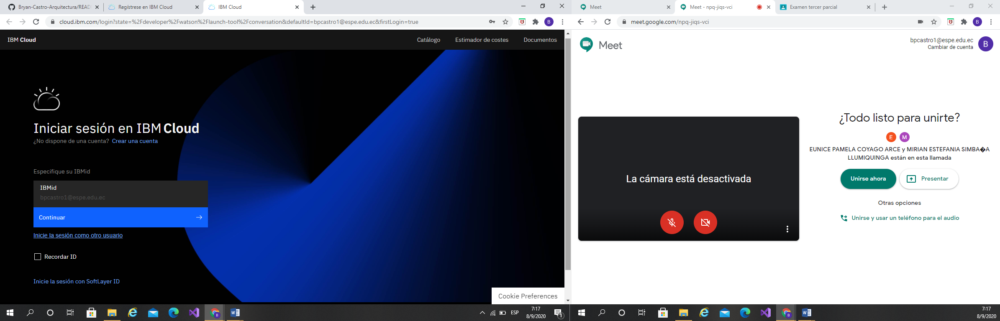 Bryan-Castro-Arquitectura/READ
Regístrese en IBM Cloud
IBM Cloud
cloud.ibm.com/login?state=%2Fdeveloper%2Fwatson%2Flaunch-tool%2Fconversation&defaultId=bpcastro1@espe.edu.ec&firstLogin=true
B
IBM Cloud
Catálogo
Estimador de costes
Documentos
Iniciar sesión en IBM Cloud
¿No dispone de una cuenta? Crear una cuenta
Especifique su IBMid
IBMid
bpcastro1@espe.edu.ec
Continuar
Inicie la sesión como otro usuario
Recordar ID
Inicie la sesión con SoftLayer ID
Cookie Preferences
ESP
7:17
8/9/2020
1
Meet
Meet - npq-jiqs-vci
Examen tercer parcial
meet.google.com/npq-jiqs-vci
B
Meet
bpcastro1@espe.edu.ec
Cambiar de cuenta
B
La cámara está desactivada
¿Todo listo para unirte?
E M
EUNICE PAMELA COYAGO ARCE y MIRIAN ESTEFANIA SIMBA�A
LLUMIQUINGA están en esta llamada
Unirse ahora
Presentar
Otras opciones
Unirse y usar un teléfono para el audio
7:17
8/9/2020